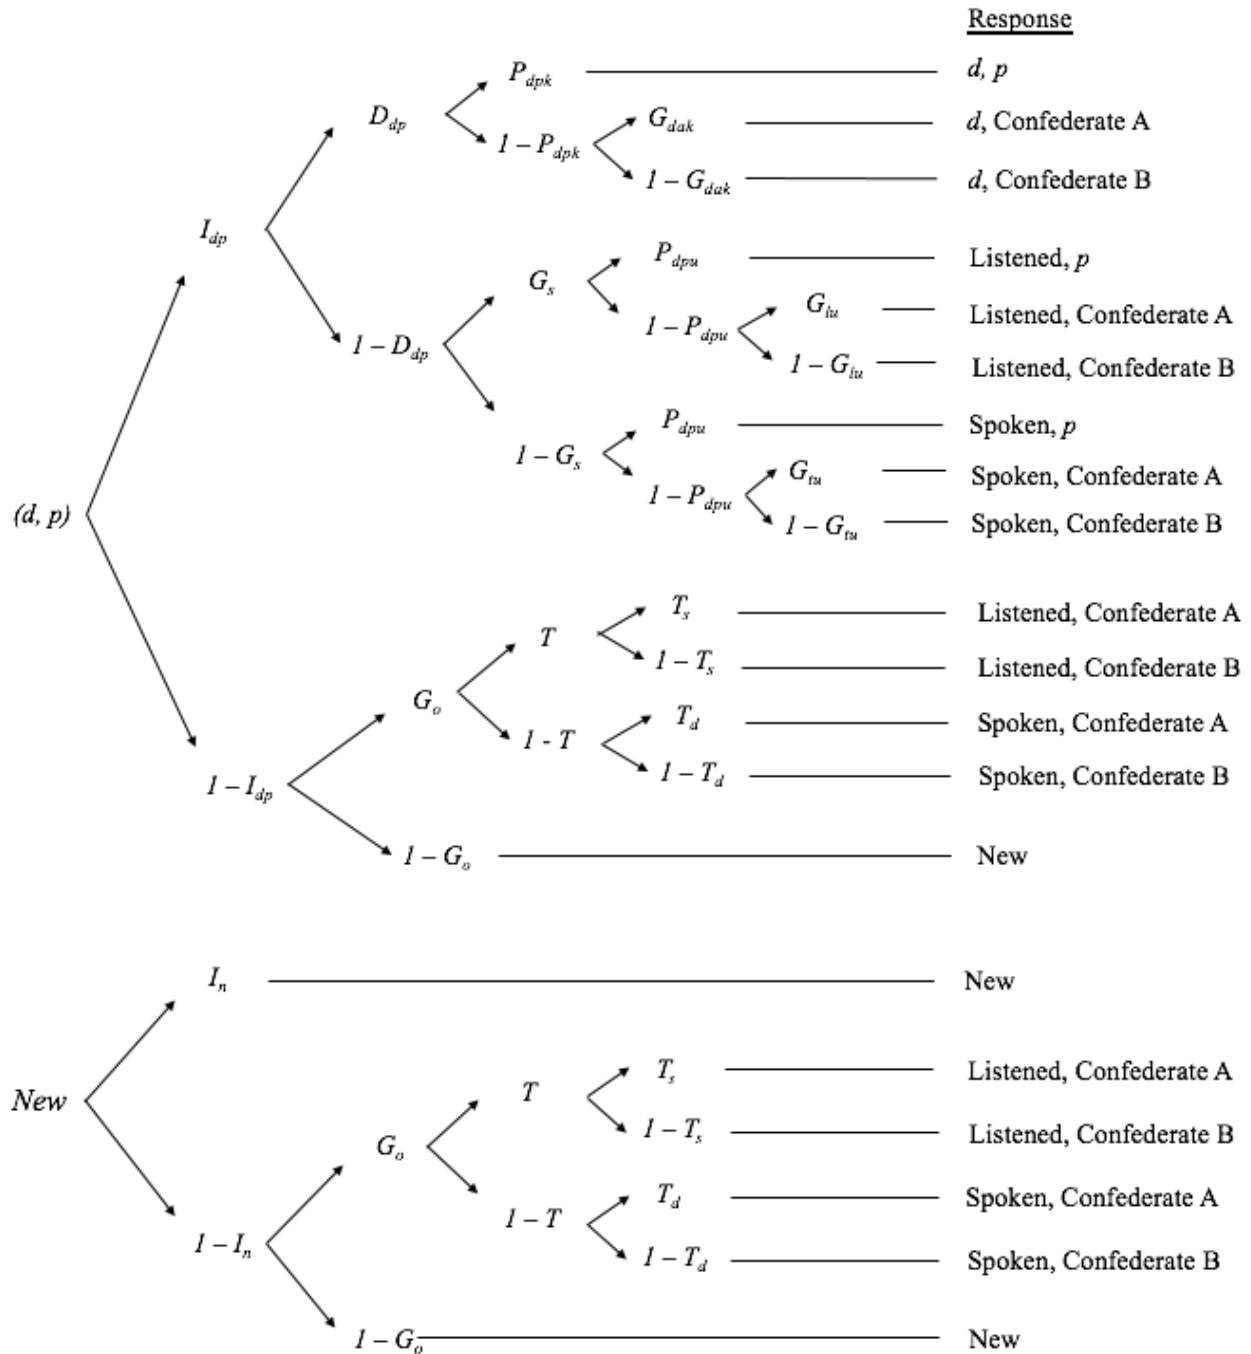 Response
P_dpk d, p
D_dp G_dak d, Confederate A
1 – P_dpk
1 – G_dak d, Confederate B
I_dp P_dpu Listened, p
G_s
G_iu Listened, Confederate A
1 – P_dpu
1 – D_dp 1 – G_iu Listened, Confederate B
P_dpu Spoken, p
1 – G_s
G_iu Spoken, Confederate A
1 – P_dpu
(d, p) 1 – G_iu Spoken, Confederate B
T_s Listened, Confederate A
T
1 – T_s Listened, Confederate B
G_o
T_d Spoken, Confederate A
1 - T
1 – T_d Spoken, Confederate B
1 – I_dp
1 – G_o New
I_n New
T_s Listened, Confederate A
New T
1 – T_s Listened, Confederate B
G_o
T_d Spoken, Confederate A
1 – T
1 – I_n
1 – T_d Spoken, Confederate B
1 – G_o New